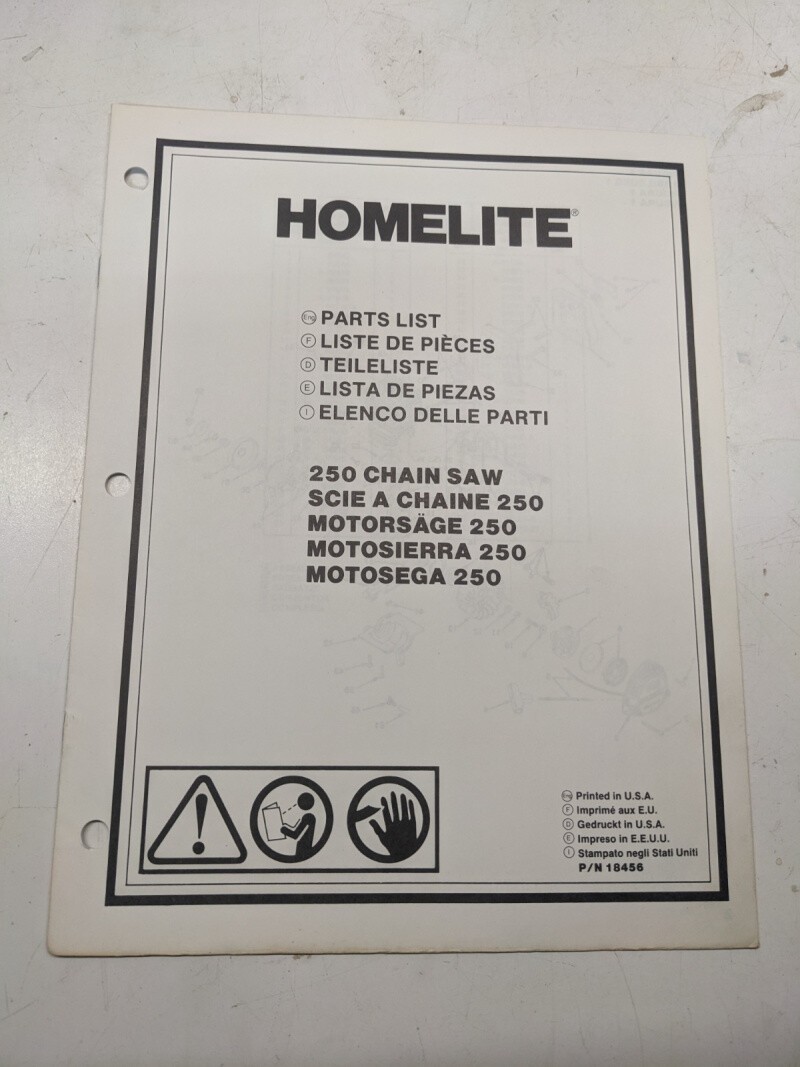 HOMELITE®
Eng PARTS LIST
F LISTE DE PIÈCES
D TEILELISTE
E LISTA DE PIEZAS
I ELENCO DELLE PARTI
250 CHAIN SAW
SCIE A CHAINE 250
MOTORSÄGE 250
MOTOSIERRA 250
MOTOSEGA 250
Eng Printed in U.S.A.
F Imprimé aux E.U.
D Gedruckt in U.S.A.
E Impreso in E.E.U.U.
I Stampato negli Stati Uniti
P/N 18456